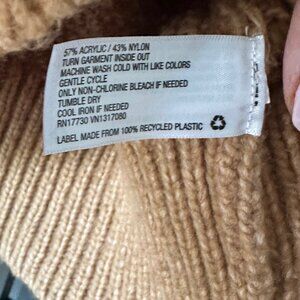 57% ACRYLIC / 43% NYLON
TURN GARMENT INSIDE OUT
MACHINE WASH COLD WITH LIKE COLORS
GENTLE CYCLE
ONLY NON-CHLORINE BLEACH IF NEEDED
TUMBLE DRY
COOL IRON IF NEEDED
RN17730 VN1317080
LABEL MADE FROM 100% RECYCLED PLASTIC